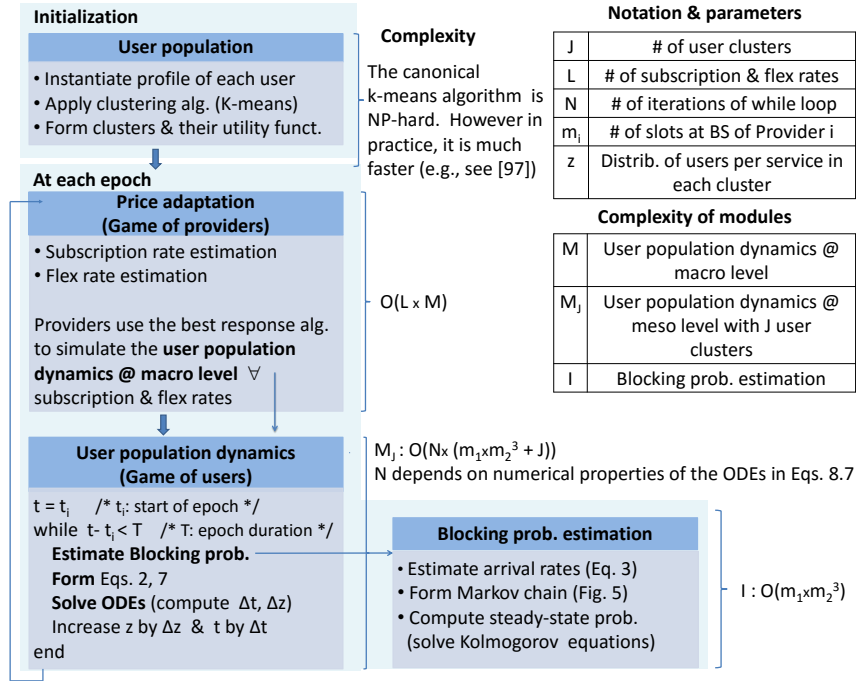 Initialization
User population
• Instantiate profile of each user
• Apply clustering alg. (K-means)
• Form clusters & their utility funct.
Complexity
The canonical
k-means algorithm is
NP-hard. However in
practice, it is much
faster (e.g., see [97])
At each epoch
Price adaptation
(Game of providers)
• Subscription rate estimation
• Flex rate estimation
Providers use the best response alg.
to simulate the user population
dynamics @ macro level ∀
subscription & flex rates
O(L x M)
User population dynamics
(Game of users)
t = tᵢ /* tᵢ: start of epoch */
while t- tᵢ < T /* T: epoch duration */
Estimate Blocking prob.
Form Eqs. 2, 7
Solve ODEs (compute Δt, Δz)
Increase z by Δz & t by Δt
end
M_J : O(Nx (m₁xm₂³ + J))
N depends on numerical properties of the ODEs in Eqs. 8.7
Blocking prob. estimation
• Estimate arrival rates (Eq. 3)
• Form Markov chain (Fig. 5)
• Compute steady-state prob.
(solve Kolmogorov equations)
I : O(m₁xm₂³)
Notation & parameters
J # of user clusters
L # of subscription & flex rates
N # of iterations of while loop
mᵢ # of slots at BS of Provider i
z Distrib. of users per service in
each cluster
Complexity of modules
M User population dynamics @
macro level
M_J User population dynamics @
meso level with J user
clusters
I Blocking prob. estimation